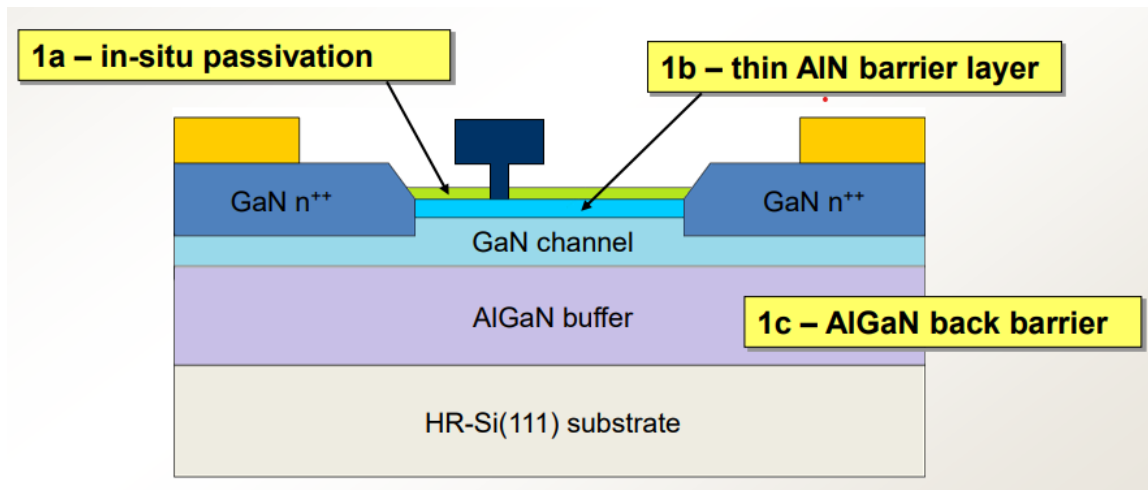 1a – in-situ passivation
1b – thin AlN barrier layer
GaN n++
GaN n++
GaN channel
AlGaN buffer
1c – AlGaN back barrier
HR-Si(111) substrate